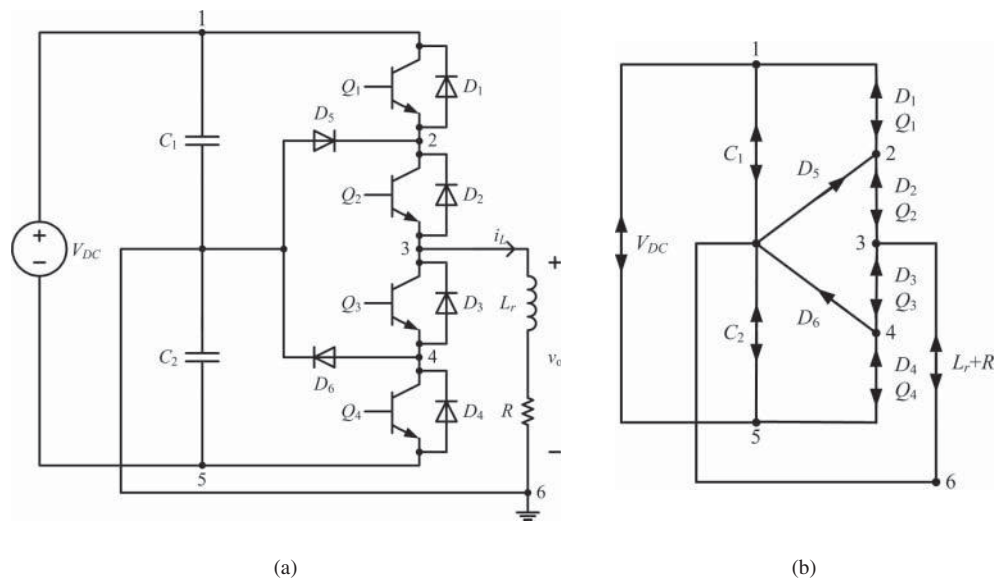 1
Q1
D1
D5
2
C1
Q2
D2
+
−
VDC
3
iL
+
Q3
D3
Lr
vo
C2
D6
4
Q4
D4
R
−
5
6
(a)
1
D1
Q1
C1
2
D5
D2
Q2
VDC
3
D3
Q3
D6
4
C2
D4
Q4
Lr+R
5
6
(b)